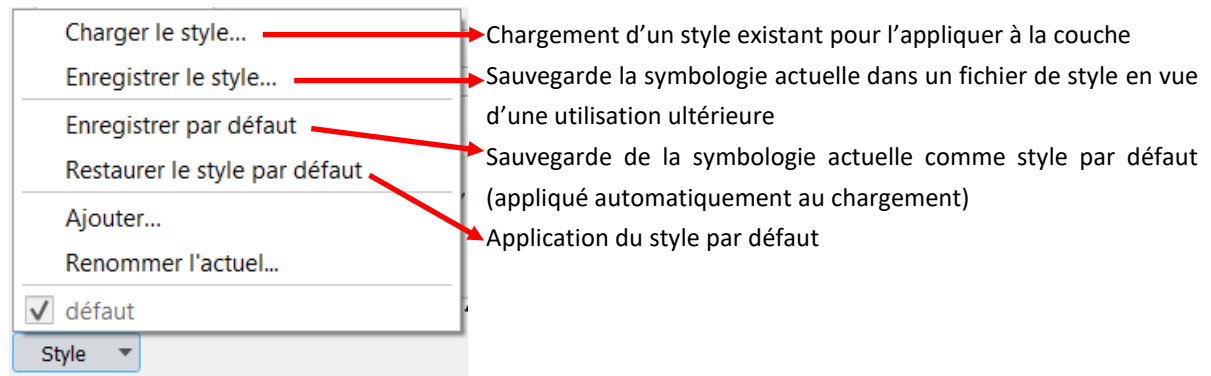 Charger le style...
Chargement d’un style existant pour l’appliquer à la couche
Enregistrer le style...
Sauvegarde la symbologie actuelle dans un fichier de style en vue
d’une utilisation ultérieure
Enregistrer par défaut
Sauvegarde de la symbologie actuelle comme style par défaut
(appliqué automatiquement au chargement)
Restaurer le style par défaut
Application du style par défaut
Ajouter...
Renommer l'actuel...
défaut
Style